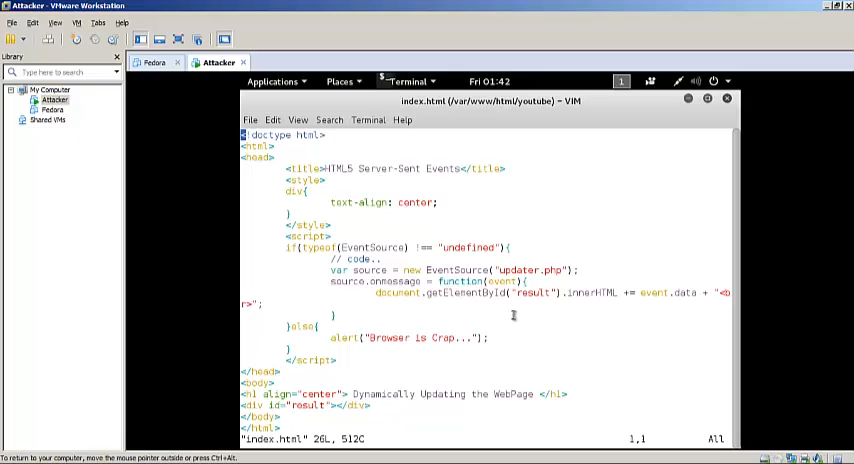 Attacker - VMware Workstation
File Edit View VM Tabs Help
Library
Type here to search
My Computer
Attacker
Fedora
Shared VMs
Fedora
Attacker
Applications Places Terminal Fri 01:42 1
index.html (/var/www/html/youtube) - VIM
File Edit View Search Terminal Help
<!doctype html>
<html>
<head>
<title>HTML5 Server-Sent Events</title>
<style>
div{
text-align: center;
}
</style>
<script>
if(typeof(EventSource) !== "undefined"){
// code..
var source = new EventSource("updater.php");
source.onmessage = function(event){
document.getElementById("result").innerHTML += event.data + "<b
r>";
}
}else{
alert("Browser is Crap...");
}
</script>
</head>
<body>
<h1 align="center"> Dynamically Updating the WebPage </h1>
<div id="result"></div>
</body>
</html>
"index.html" 26L, 512C 1,1 All
To return to your computer, move the mouse pointer outside or press Ctrl+Alt.